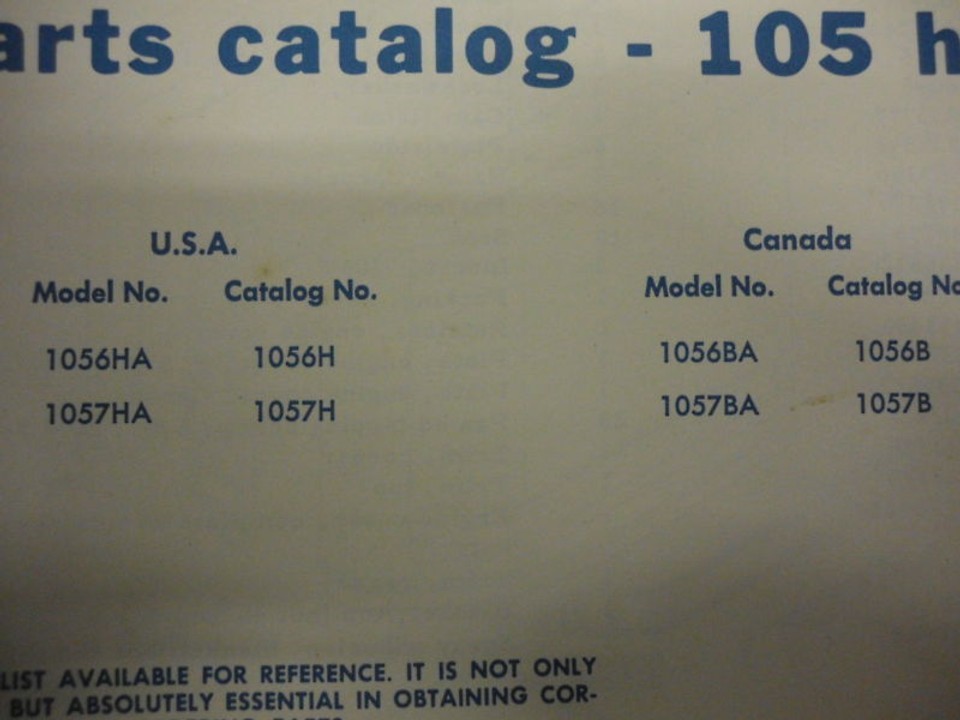 arts catalog - 105 h
U.S.A. Canada
Model No. Catalog No. Model No. Catalog No
1056HA 1056H 1056BA 1056B
1057HA 1057H 1057BA 1057B
LIST AVAILABLE FOR REFERENCE. IT IS NOT ONLY
BUT ABSOLUTELY ESSENTIAL IN OBTAINING COR-